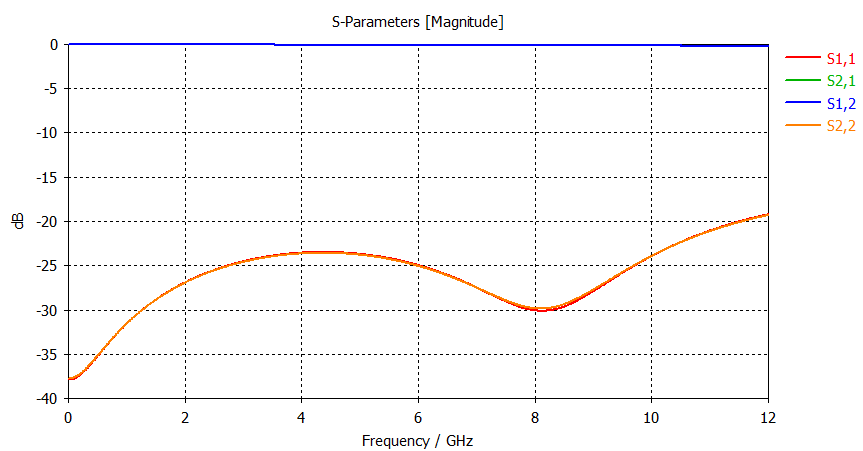 S-Parameters [Magnitude]
0
-5
-10
-15
-20
-25
-30
-35
-40
dB
0 2 4 6 8 10 12
Frequency / GHz
S1,1
S2,1
S1,2
S2,2